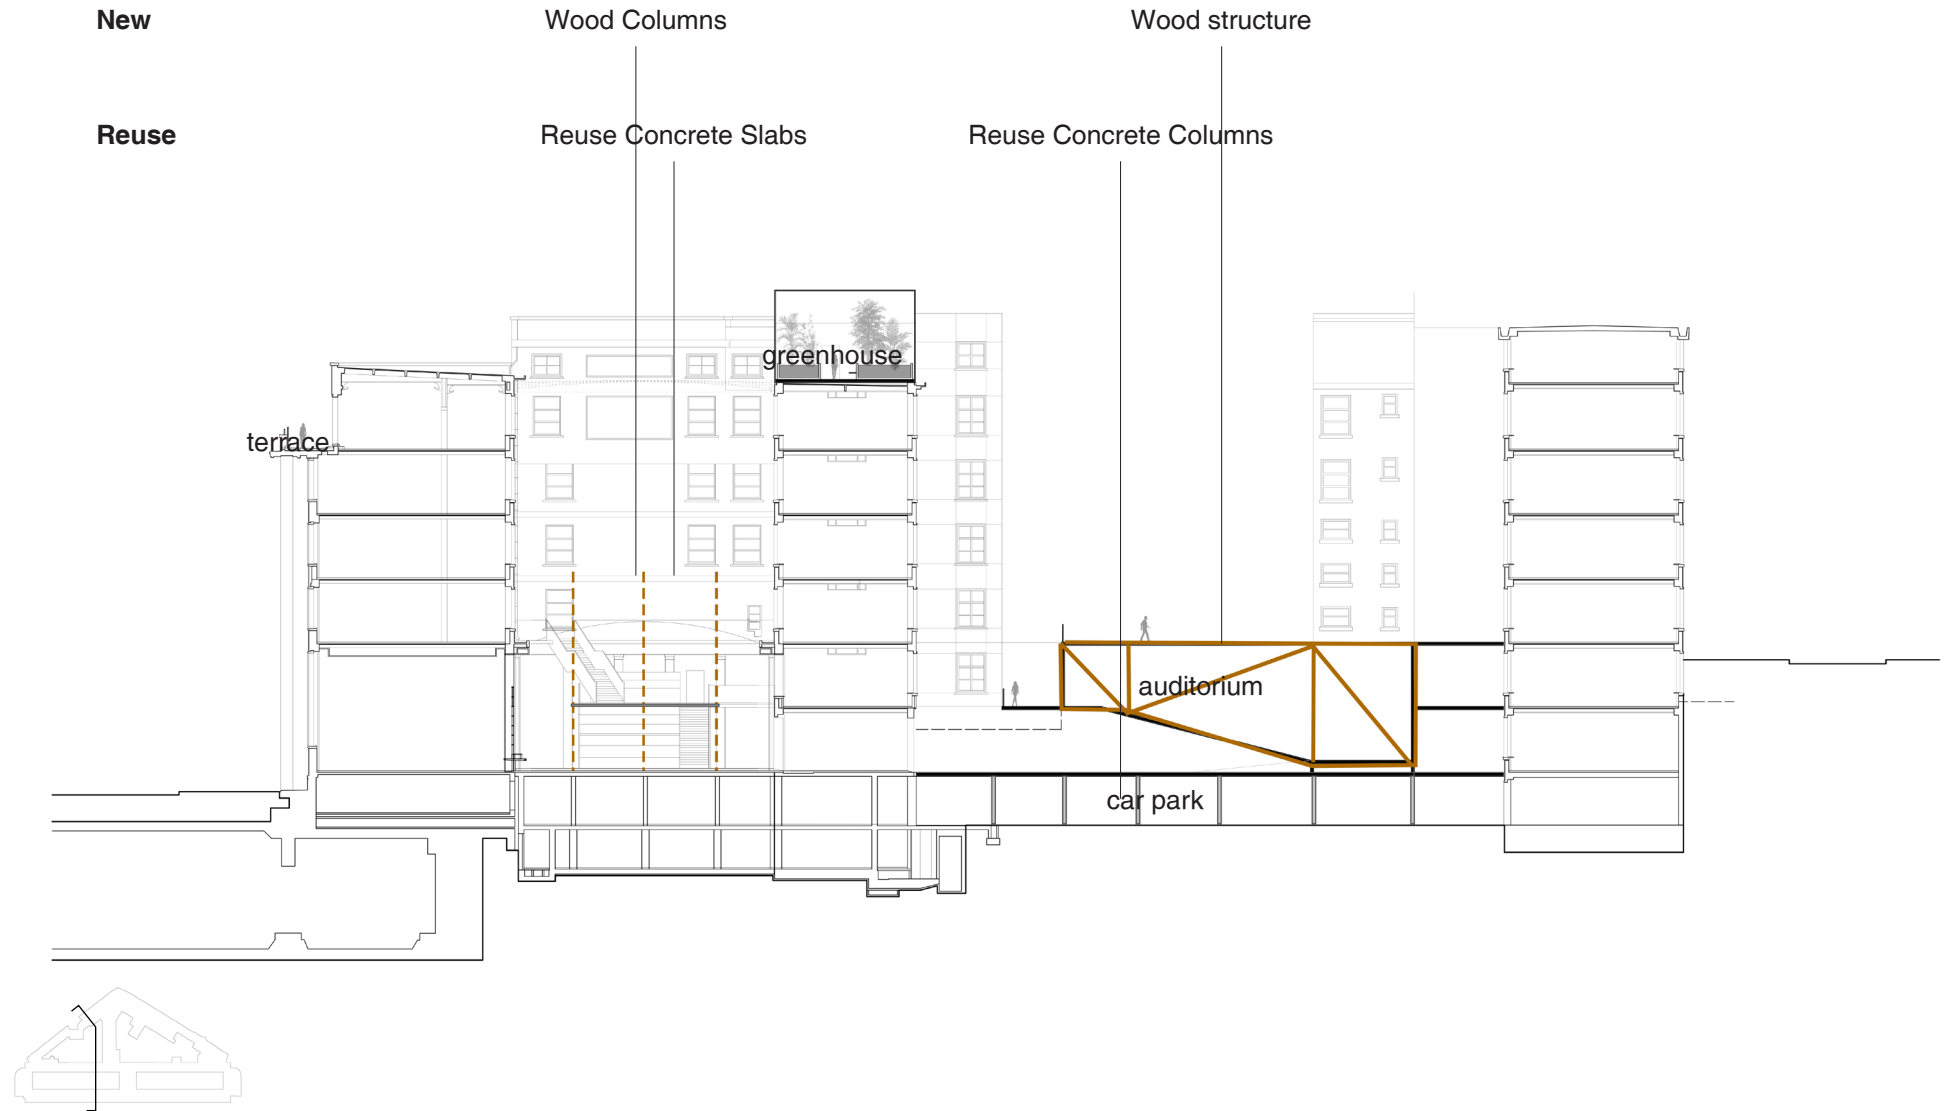 New
Wood Columns
Wood structure
Reuse
Reuse Concrete Slabs
Reuse Concrete Columns
greenhouse
terrace
auditorium
car park